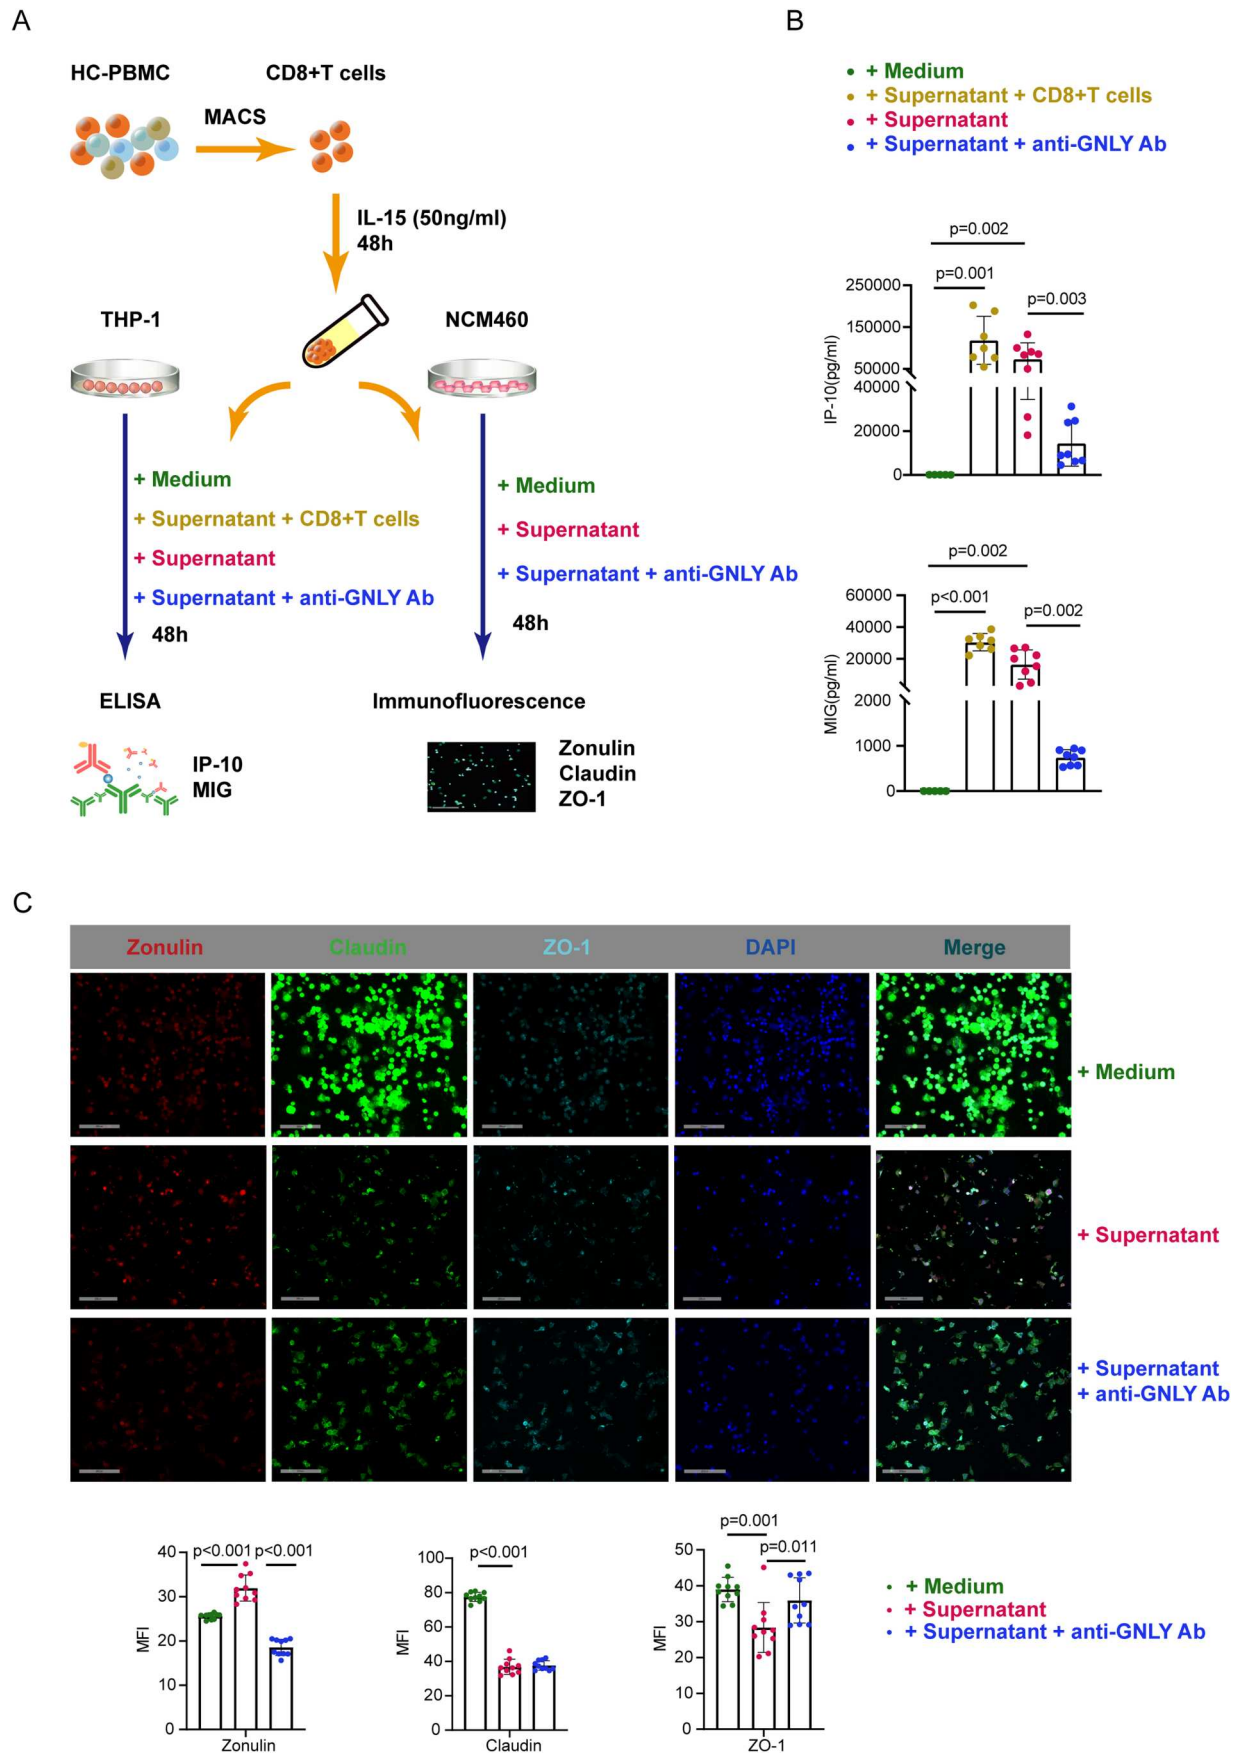 A
HC-PBMC
CD8+T cells
MACS
IL-15 (50ng/ml)
48h
THP-1
NCM460
+ Medium
+ Supernatant + CD8+T cells
+ Supernatant
+ Supernatant + anti-GNLY Ab
48h
+ Medium
+ Supernatant
+ Supernatant + anti-GNLY Ab
48h
ELISA
IP-10
MIG
Immunofluorescence
Zonulin
Claudin
ZO-1
B
+ Medium
+ Supernatant + CD8+T cells
+ Supernatant
+ Supernatant + anti-GNLY Ab
p=0.002
p=0.001
p=0.003
IP-10(pg/ml)
250000
150000
50000
40000
20000
0
p=0.002
p<0.001
p=0.002
MIG(pg/ml)
60000
40000
20000
2000
1000
0
C
Zonulin
Claudin
ZO-1
DAPI
Merge
+ Medium
+ Supernatant
+ Supernatant
+ anti-GNLY Ab
p<0.001
p<0.001
MFI
40
30
20
10
0
Zonulin
p<0.001
MFI
100
80
60
40
20
0
Claudin
p=0.001
p=0.011
MFI
50
40
30
20
10
0
ZO-1
+ Medium
+ Supernatant
+ Supernatant + anti-GNLY Ab